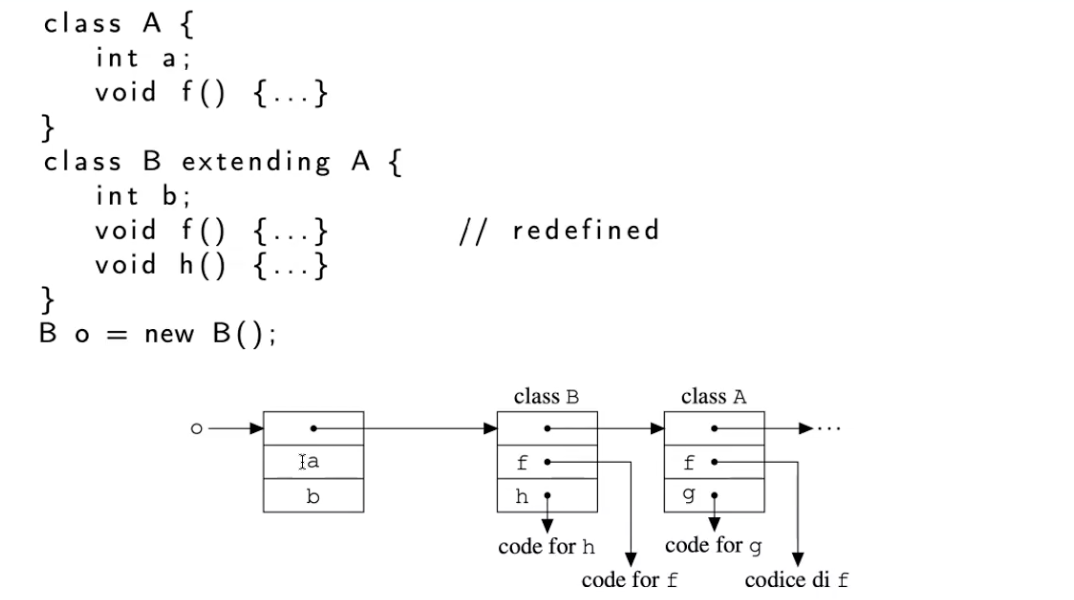 class A {
int a;
void f() {...}
}
class B extending A {
int b;
void f() {...} // redefined
void h() {...}
}
B o = new B();
class B class A
o ...
a f f
b h g
code for h code for g
code for f codice di f